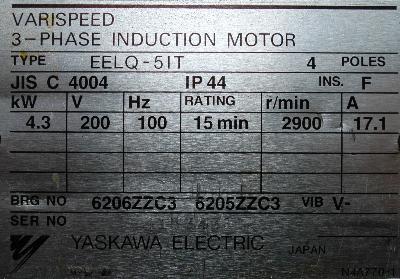 VARISPEED
3-PHASE INDUCTION MOTOR
TYPE EELQ-5IT 4 POLES
JIS C 4004 IP 44 INS. F
kW V Hz RATING r/min A
4.3 200 100 15 min 2900 17.1
BRG NO 6206ZZC3 6205ZZC3 VIB V-
SER NO
YASKAWA ELECTRIC JAPAN